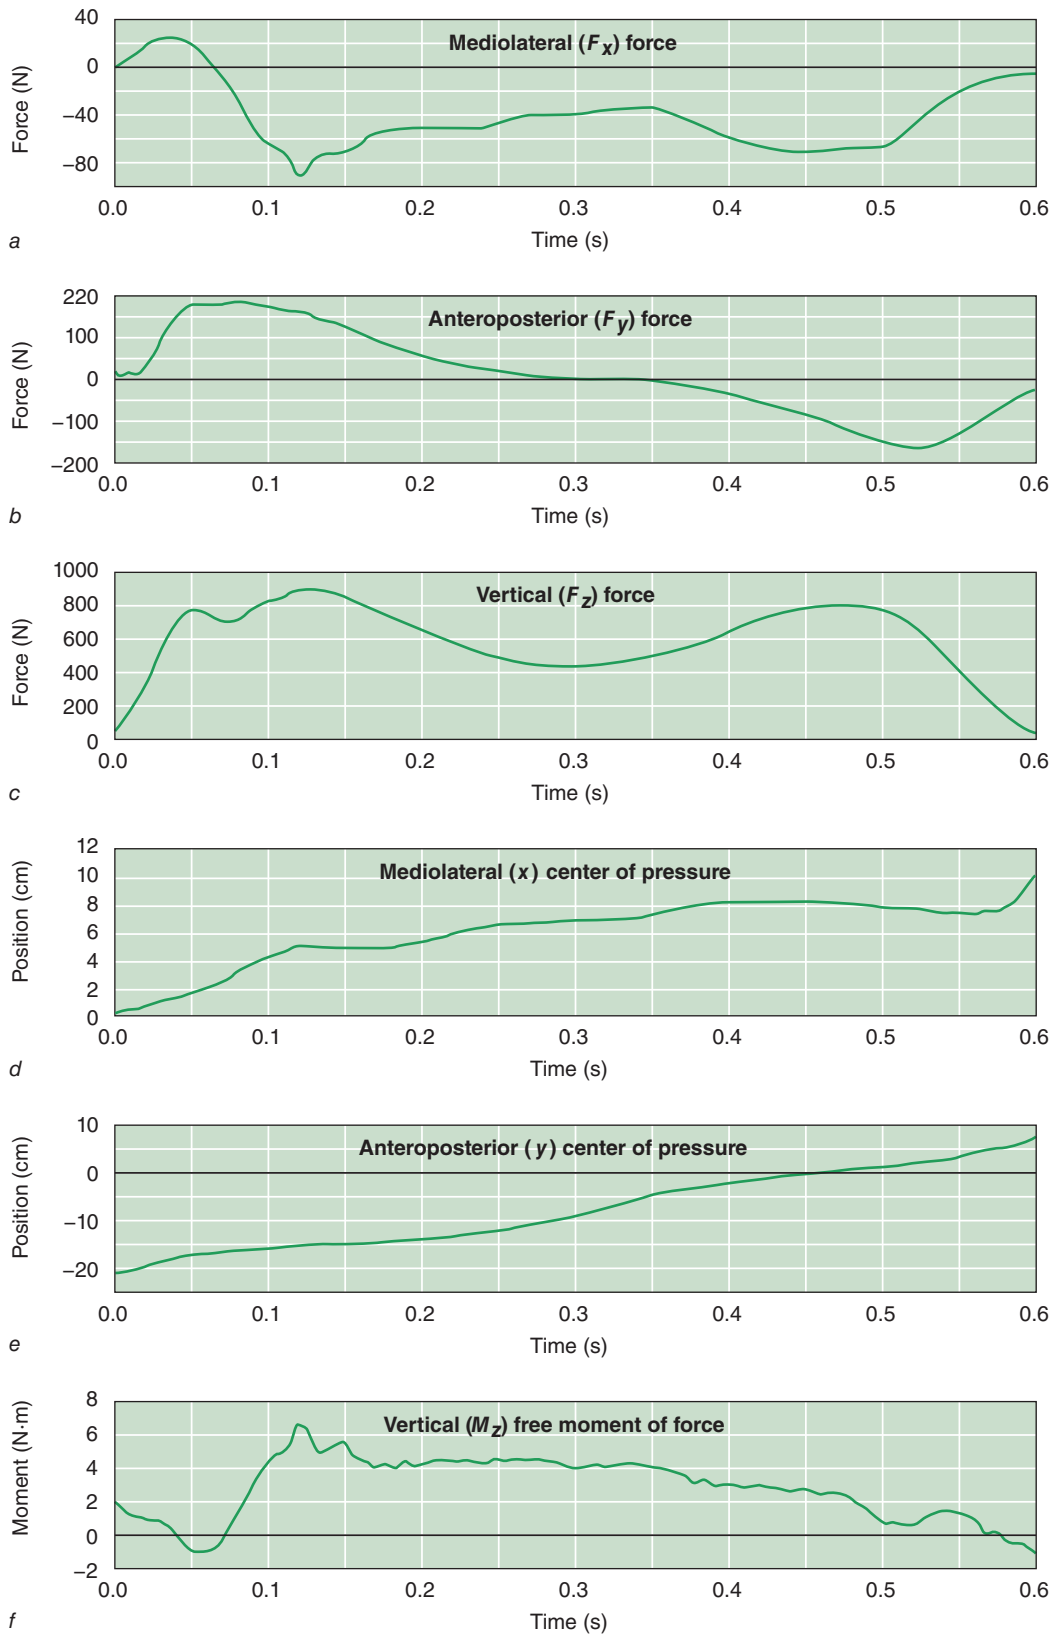 40
Mediolateral (Fx) force
0
−40
−80
Force (N)
0.0 0.1 0.2 0.3 0.4 0.5 0.6
a
Time (s)
220
Anteroposterior (Fy) force
100
0
−100
−200
Force (N)
0.0 0.1 0.2 0.3 0.4 0.5 0.6
b
Time (s)
1000
Vertical (Fz) force
800
600
400
200
0
Force (N)
0.0 0.1 0.2 0.3 0.4 0.5 0.6
c
Time (s)
12
Mediolateral (x) center of pressure
10
8
6
4
2
0
Position (cm)
0.0 0.1 0.2 0.3 0.4 0.5 0.6
d
Time (s)
10
Anteroposterior (y) center of pressure
0
−10
−20
Position (cm)
0.0 0.1 0.2 0.3 0.4 0.5 0.6
e
Time (s)
8
Vertical (Mz) free moment of force
6
4
2
0
−2
Moment (N·m)
0.0 0.1 0.2 0.3 0.4 0.5 0.6
f
Time (s)